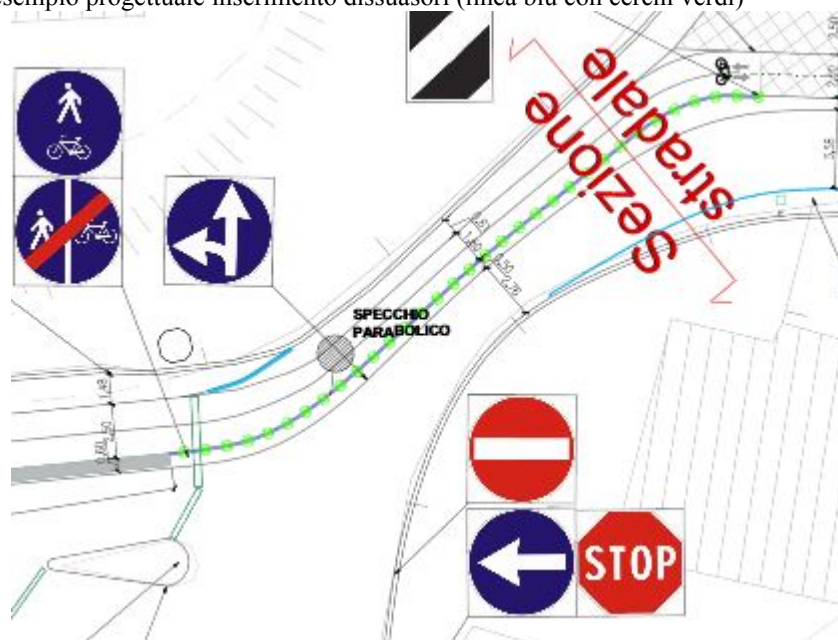 esempio progettuale inserimento dissuasori (linea blu con cerchi verdi)
Sezione
stradale
SPECCHIO
PARABOLICO
STOP